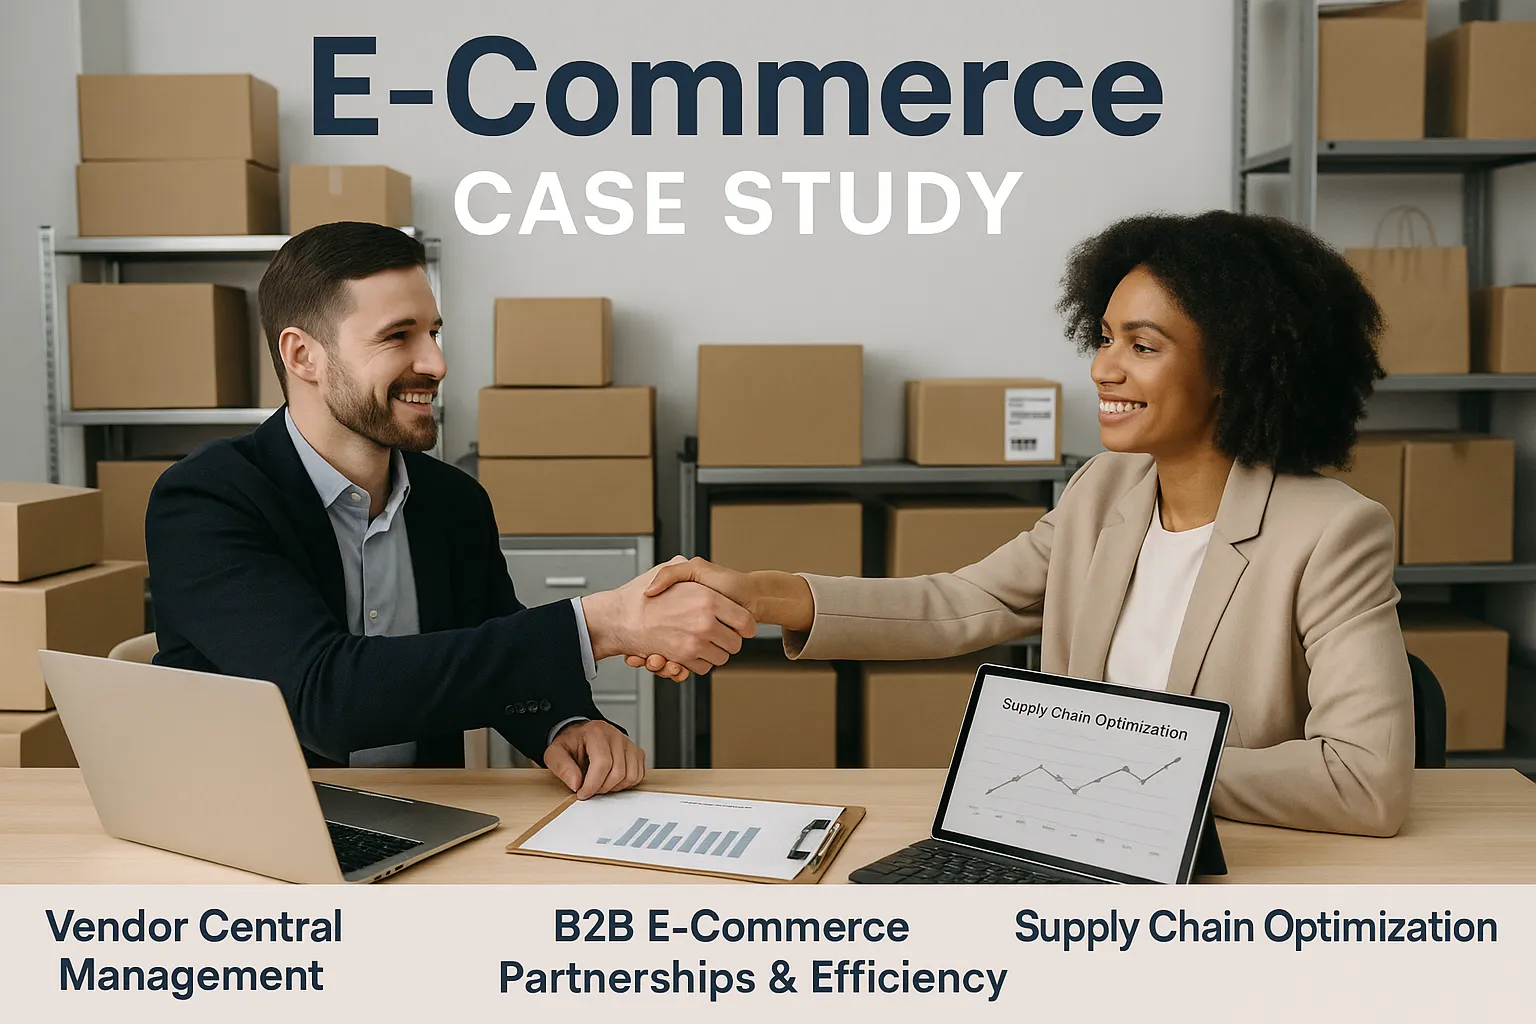 E-Commerce
CASE STUDY
Supply Chain Optimization
Vendor Central
Management
B2B E-Commerce
Partnerships & Efficiency
Supply Chain Optimization